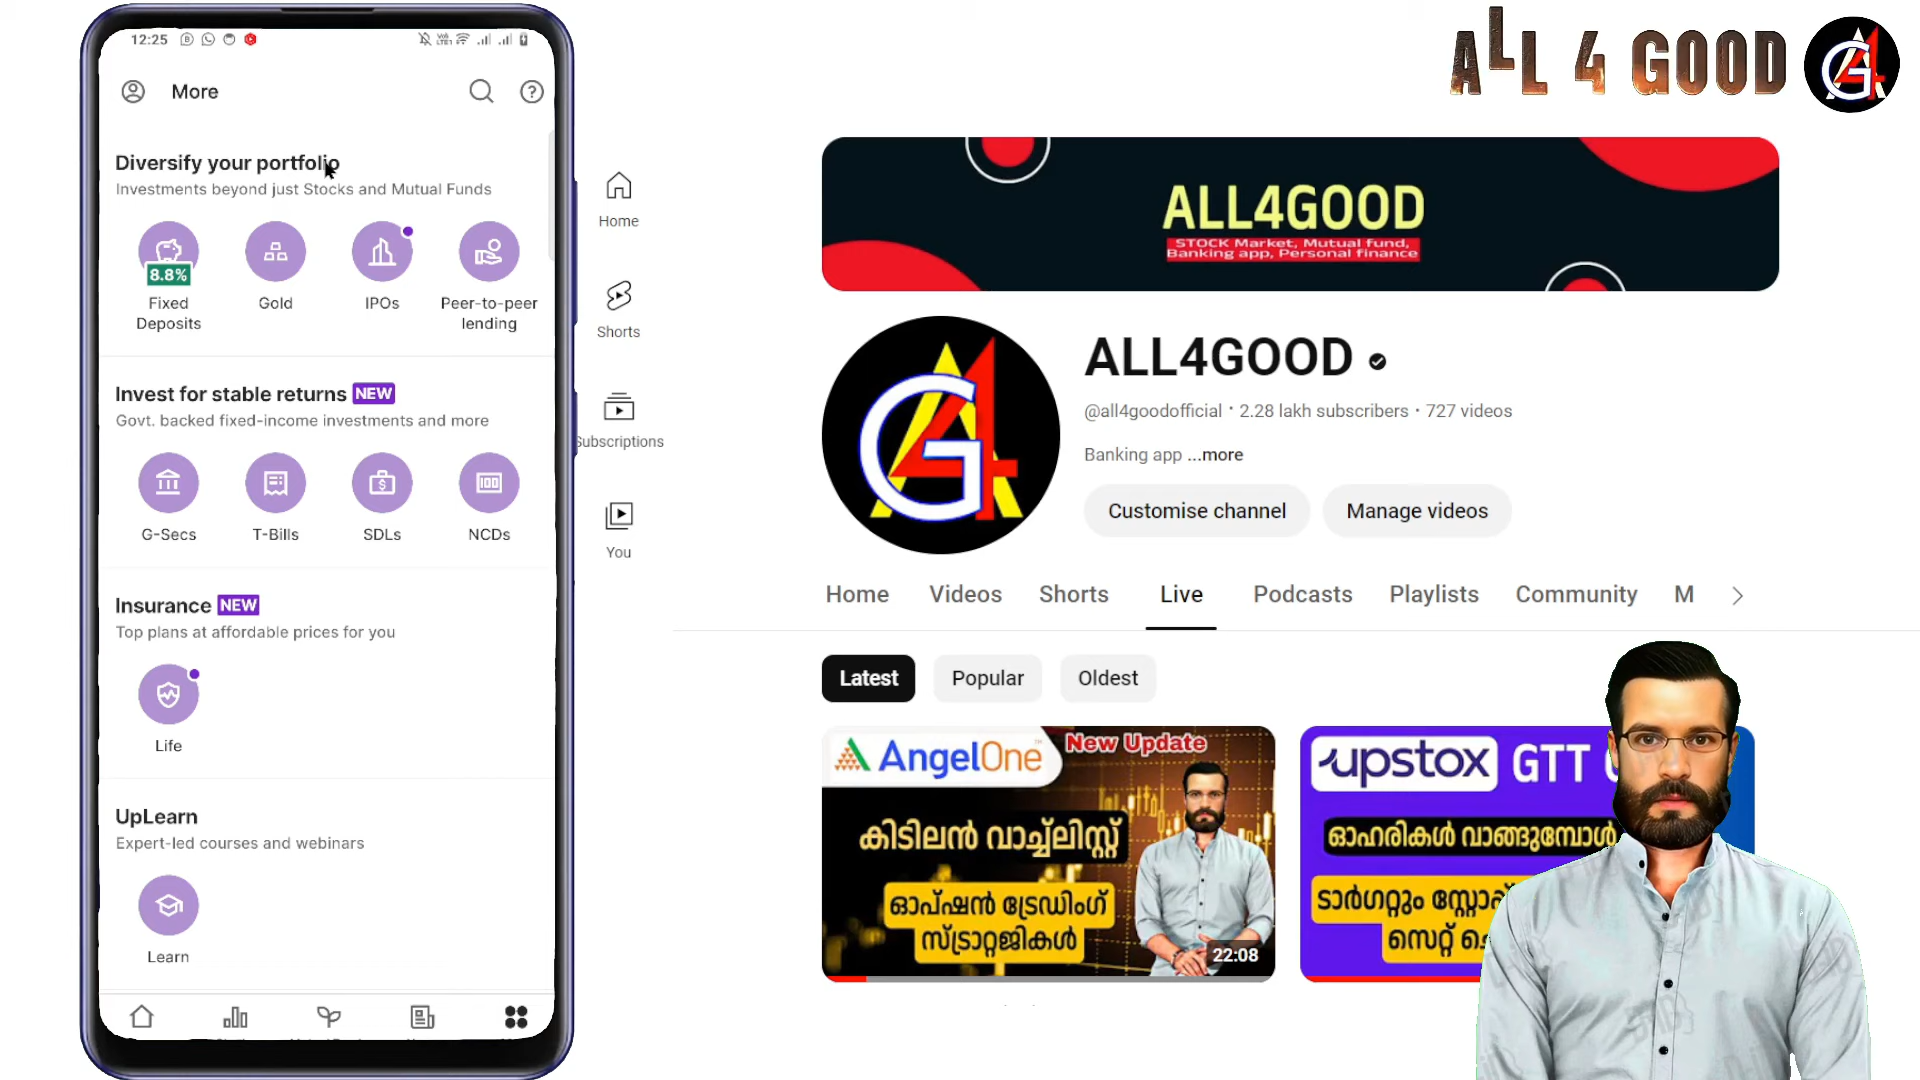 12:25
More
Diversify your portfolio
Investments beyond just Stocks and Mutual Funds
8.8%
Fixed Deposits
Gold
IPOs
Peer-to-peer lending
Invest for stable returns NEW
Govt. backed fixed-income investments and more
G-Secs
T-Bills
SDLs
NCDs
Insurance NEW
Top plans at affordable prices for you
Life
UpLearn
Expert-led courses and webinars
Learn
Home
Shorts
Subscriptions
You
ALL 4 GOOD
ALL4GOOD
STOCK Market, Mutual fund,
Banking app, Personal finance
ALL4GOOD
@all4goodofficial • 2.28 lakh subscribers • 727 videos
Banking app ...more
Customise channel
Manage videos
Home
Videos
Shorts
Live
Podcasts
Playlists
Community
M
Latest
Popular
Oldest
AngelOne
New Update
കിടിലൻ വാച്ച്ലിസ്റ്റ്
ഓപ്ഷൻ ട്രേഡിംഗ്
സ്ട്രാറ്റജികൾ
22:08
upstox GTT
ഓഹരികൾ വാങ്ങുമ്പോൾ
ടാർഗറ്റും
സെറ്റ്